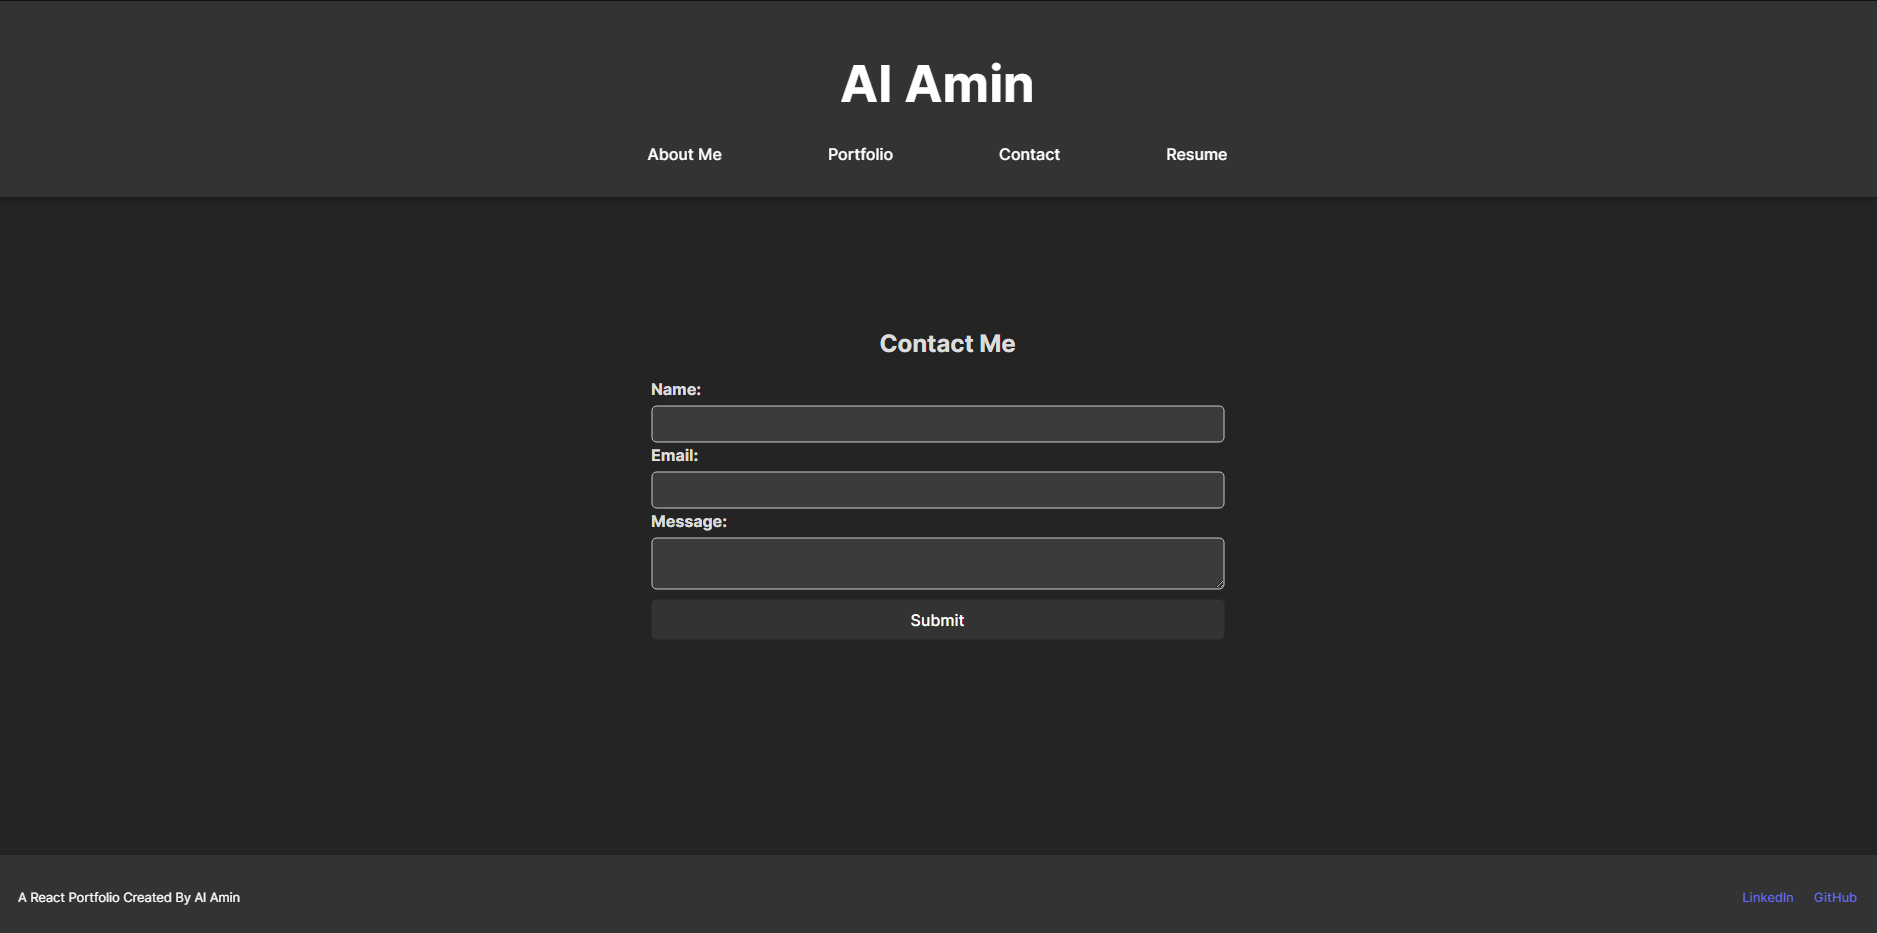 Al Amin
About Me Portfolio Contact Resume
Contact Me
Name:
Email:
Message:
Submit
A React Portfolio Created By Al Amin
LinkedIn GitHub